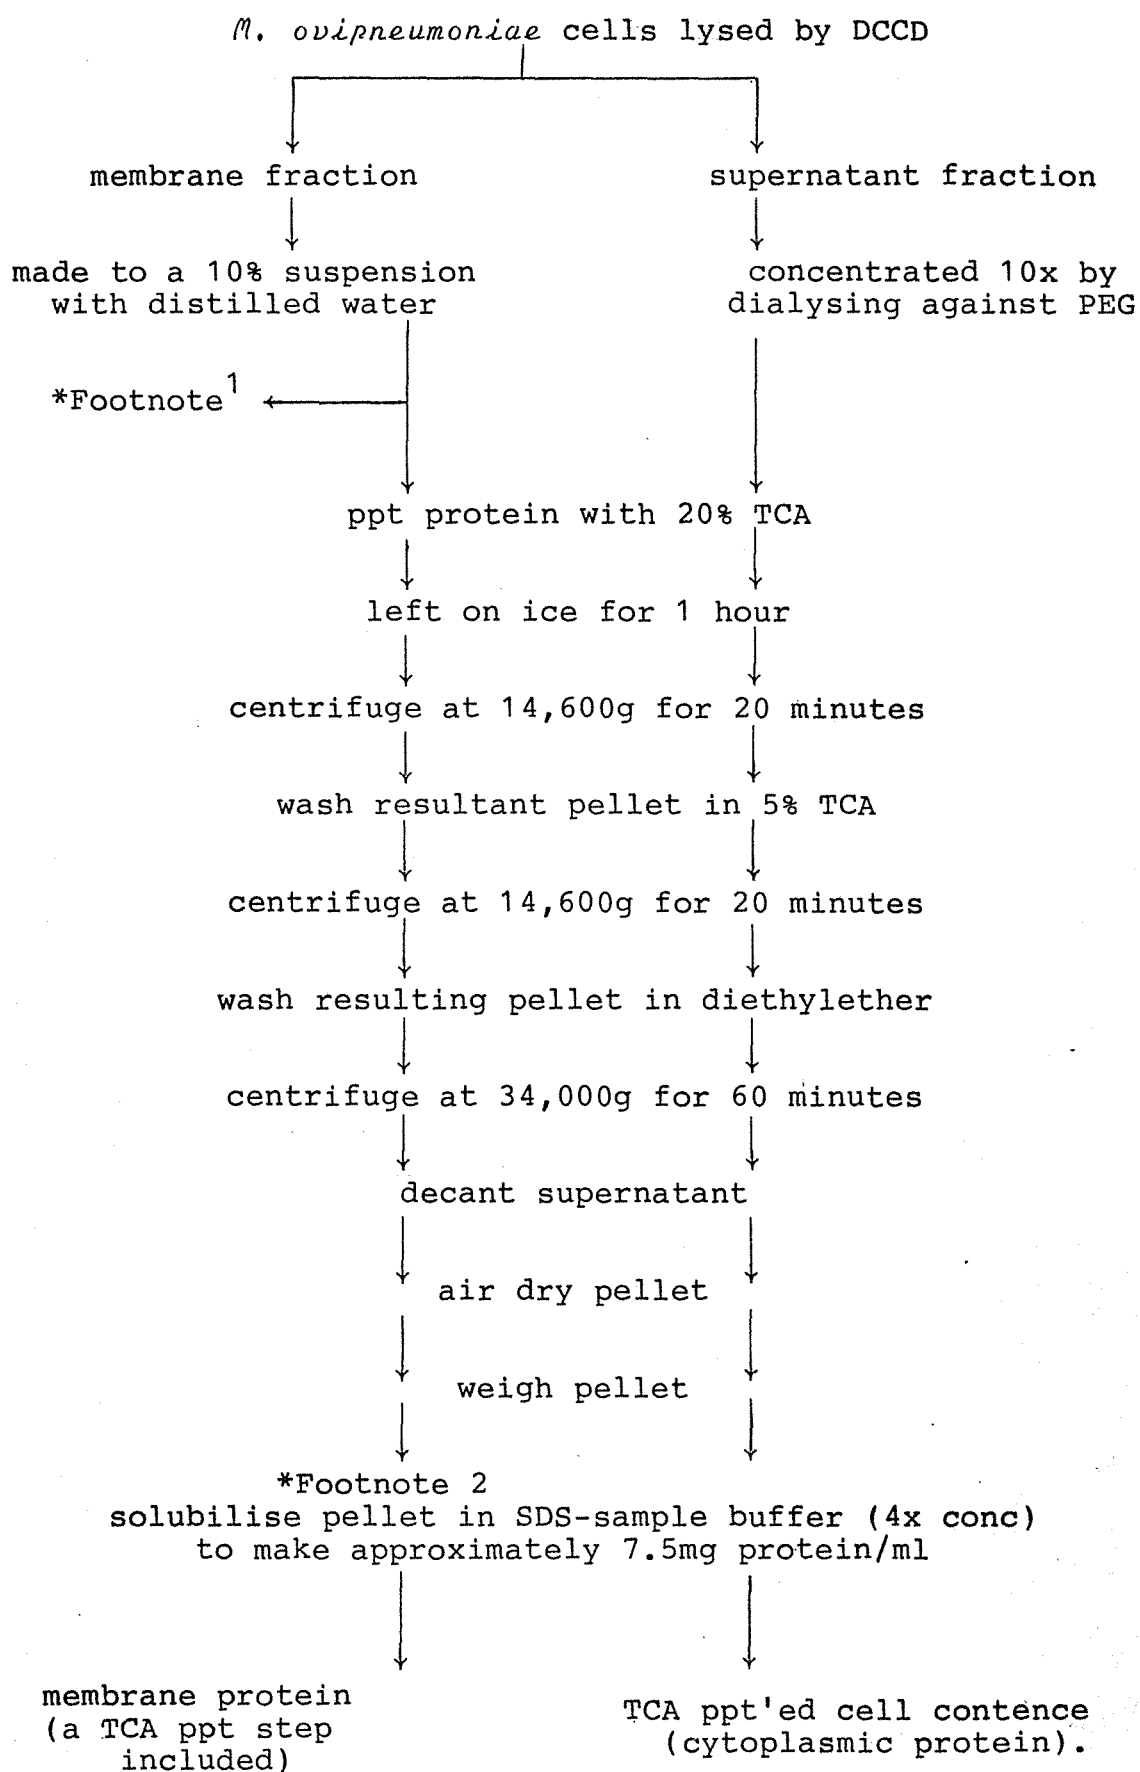 M. ovipneumoniae cells lysed by DCCD
membrane fraction
supernatant fraction
made to a 10% suspension
with distilled water
concentrated 10x by
dialysing against PEG
*Footnote1
ppt protein with 20% TCA
left on ice for 1 hour
centrifuge at 14,600g for 20 minutes
wash resultant pellet in 5% TCA
centrifuge at 14,600g for 20 minutes
wash resulting pellet in diethylether
centrifuge at 34,000g for 60 minutes
decant supernatant
air dry pellet
weigh pellet
*Footnote 2
solubilise pellet in SDS-sample buffer (4x conc)
to make approximately 7.5mg protein/ml
membrane protein
(a TCA ppt step
included)
TCA ppt'ed cell contence
(cytoplasmic protein).